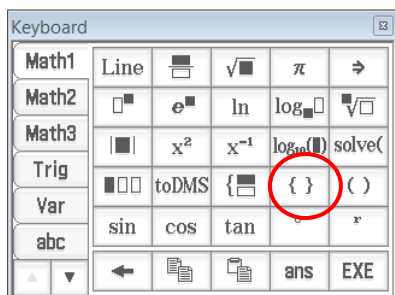 Keyboard
Math1 Line √■ π ⇒
Math2 □■ e■ ln log■□ ■√□
Math3 |■| x² x⁻¹ log₁₀(■) solve(
Trig ■□□ toDMS { { } ( )
Var sin cos tan ° r
abc
ans EXE